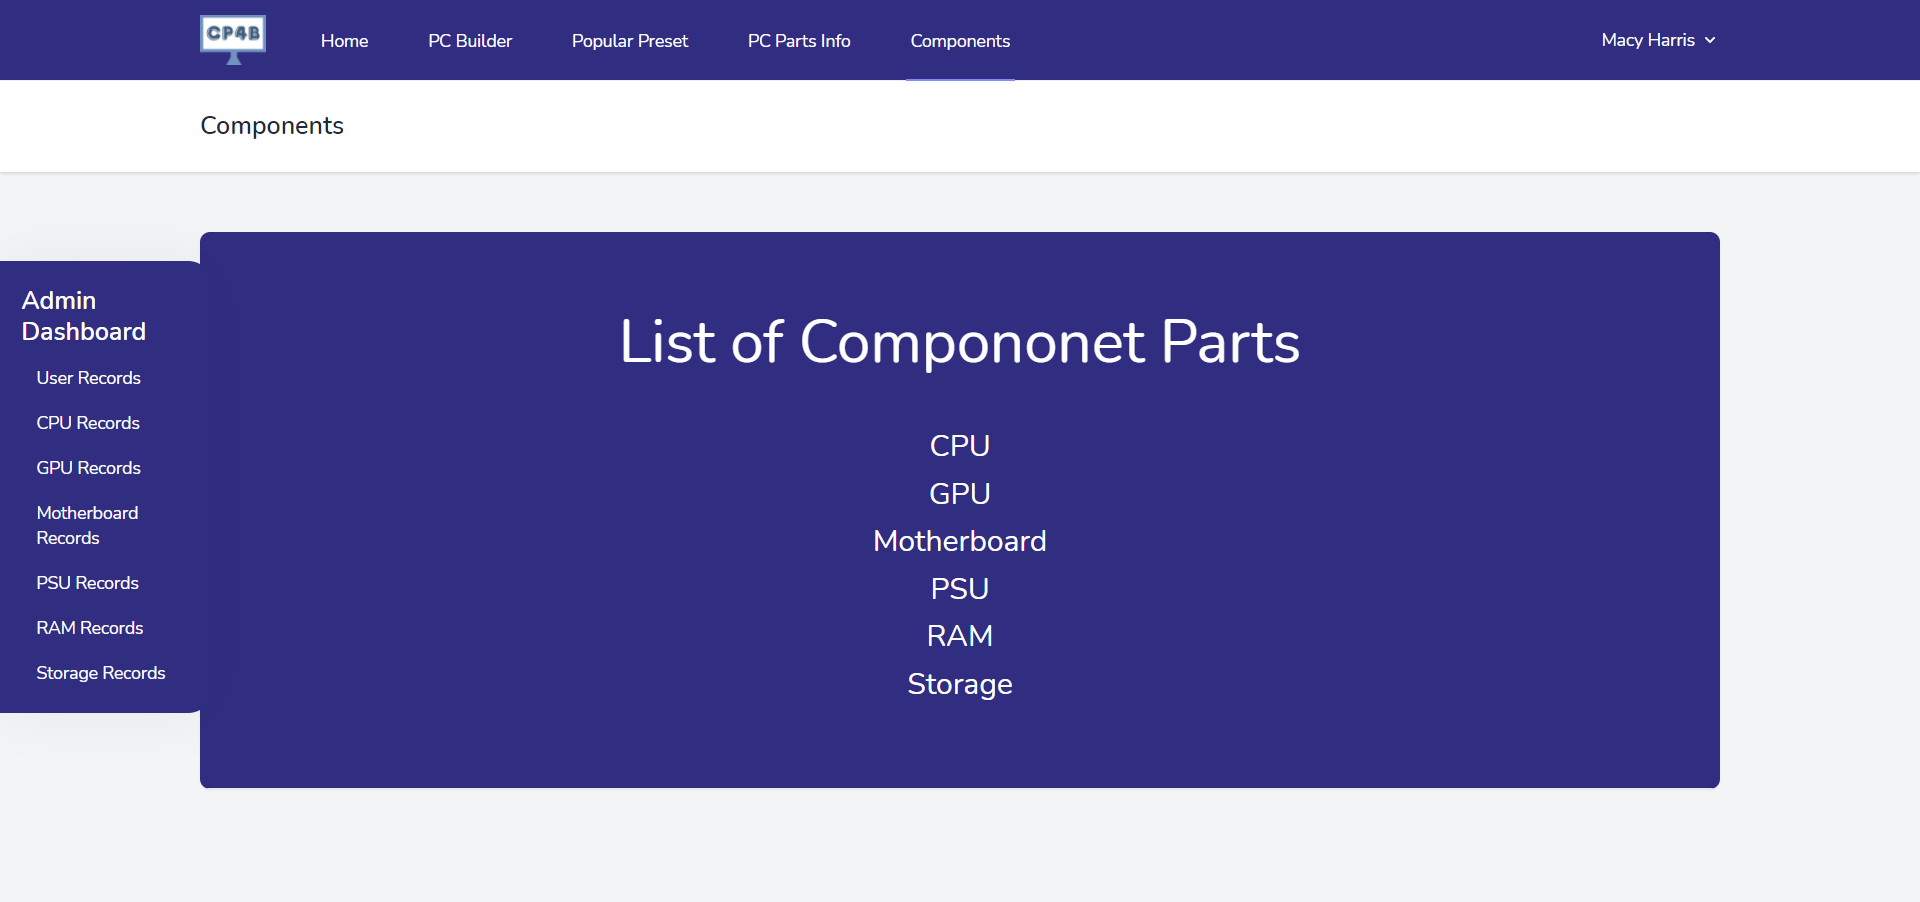 CP4B
Home
PC Builder
Popular Preset
PC Parts Info
Components
Macy Harris
Components
Admin
Dashboard
User Records
CPU Records
GPU Records
Motherboard
Records
PSU Records
RAM Records
Storage Records
List of Compononet Parts
CPU
GPU
Motherboard
PSU
RAM
Storage